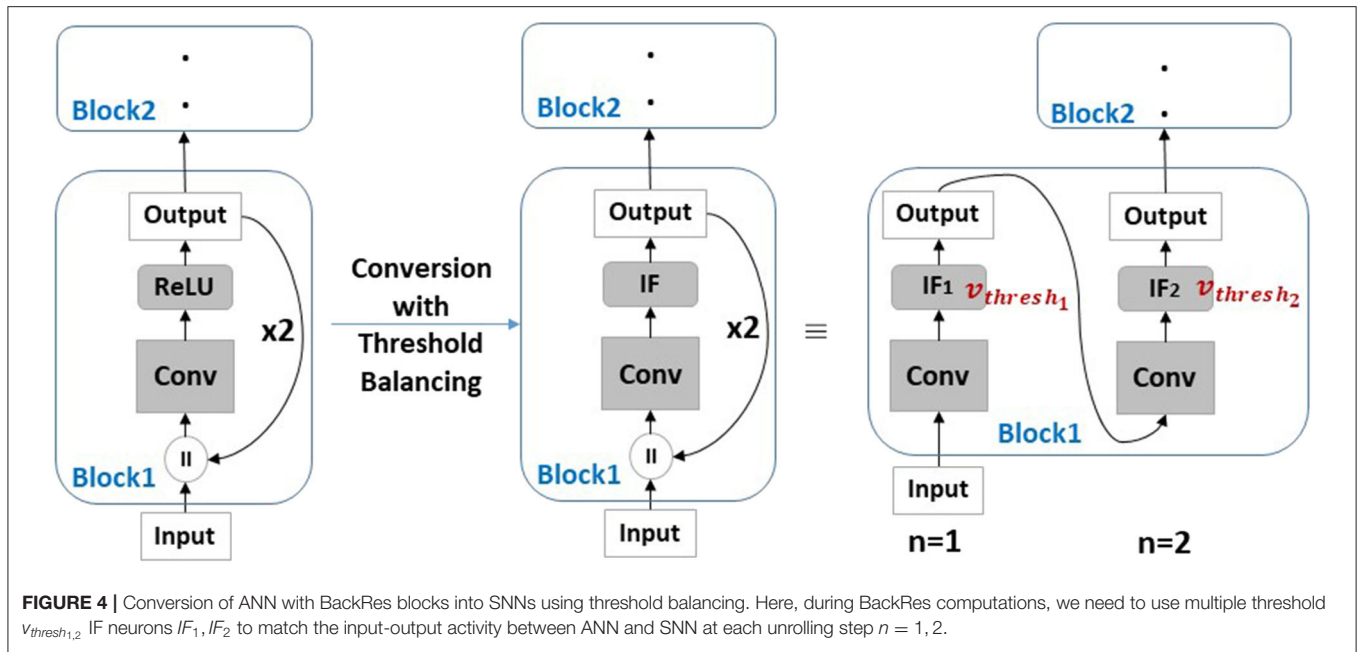 Block2
Output
ReLU
x2
Conv
II
Block1
Input
Conversion
with
Threshold
Balancing
Block2
Output
IF
x2
Conv
II
Block1
Input
≡
Block2
Output
IF1 vthresh1
Conv
Input
n=1
Output
IF2 vthresh2
Conv
Block1
n=2
FIGURE 4 | Conversion of ANN with BackRes blocks into SNNs using threshold balancing. Here, during BackRes computations, we need to use multiple threshold
vthresh1,2 IF neurons IF1, IF2 to match the input-output activity between ANN and SNN at each unrolling step n = 1, 2.